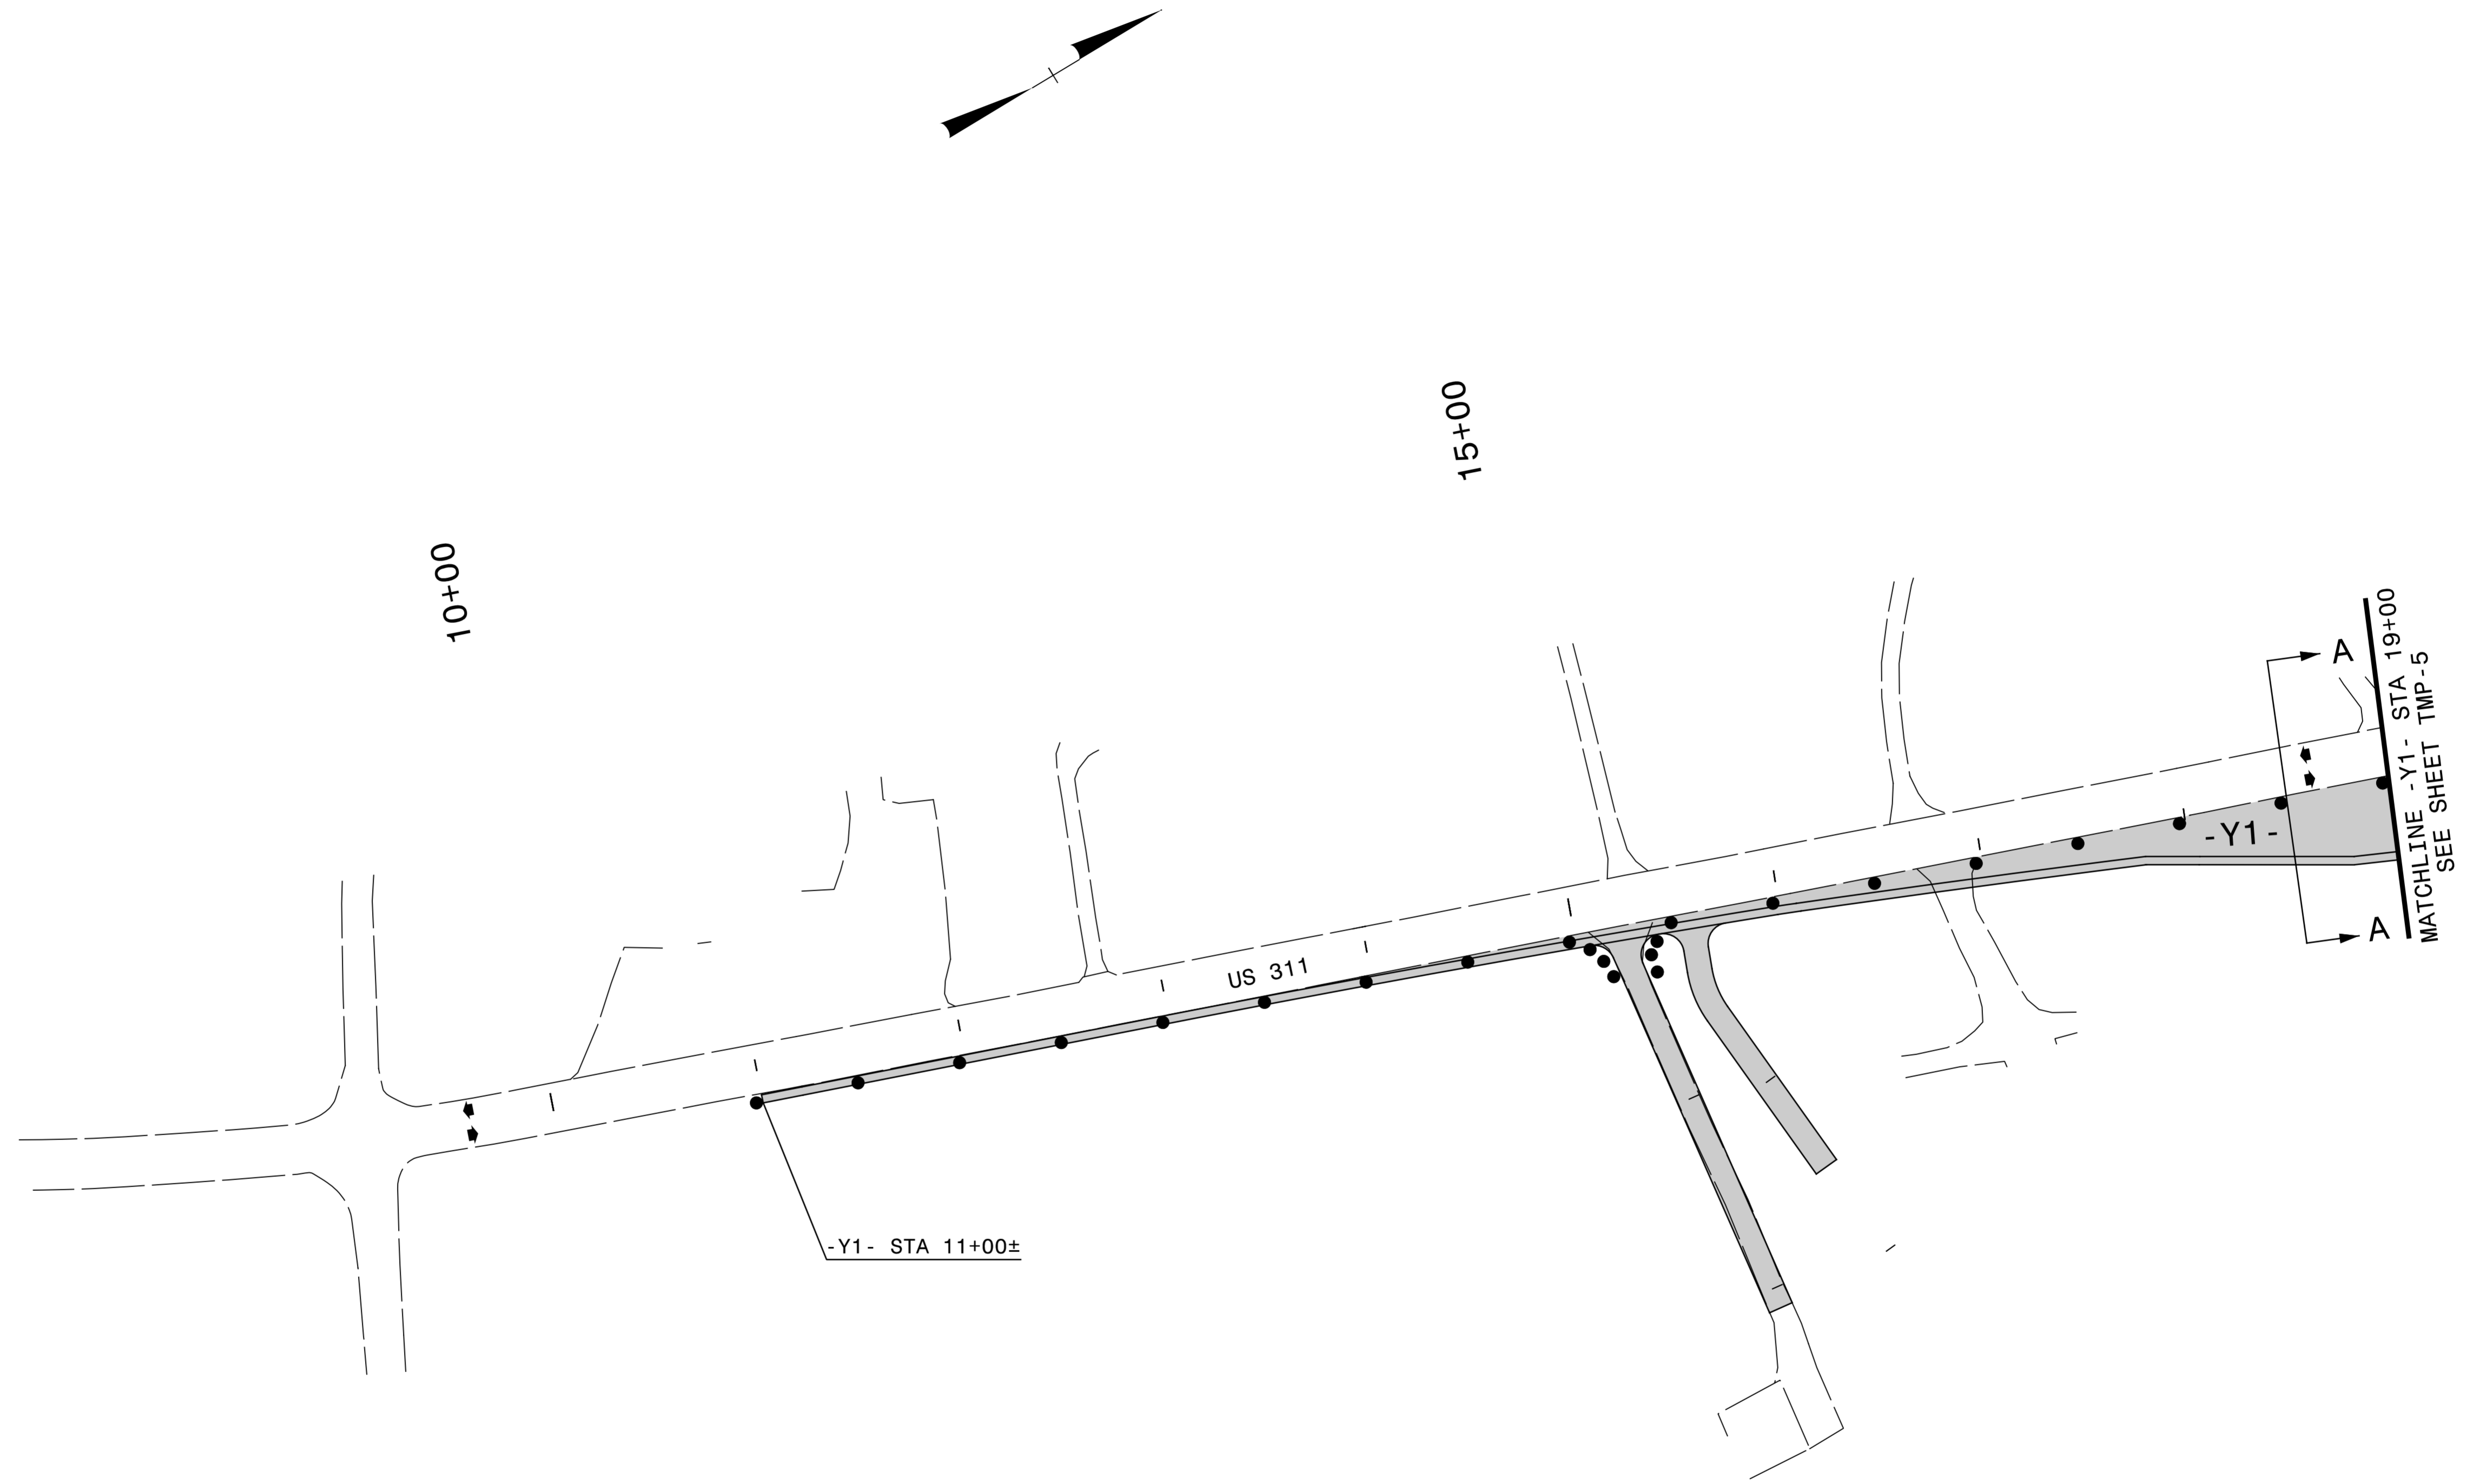 10+00
15+00
US 311
-Y1- STA 11+00±
-Y1-
A
A
MATCHLINE -Y1- STA 19+00
SEE SHEET TMP-5